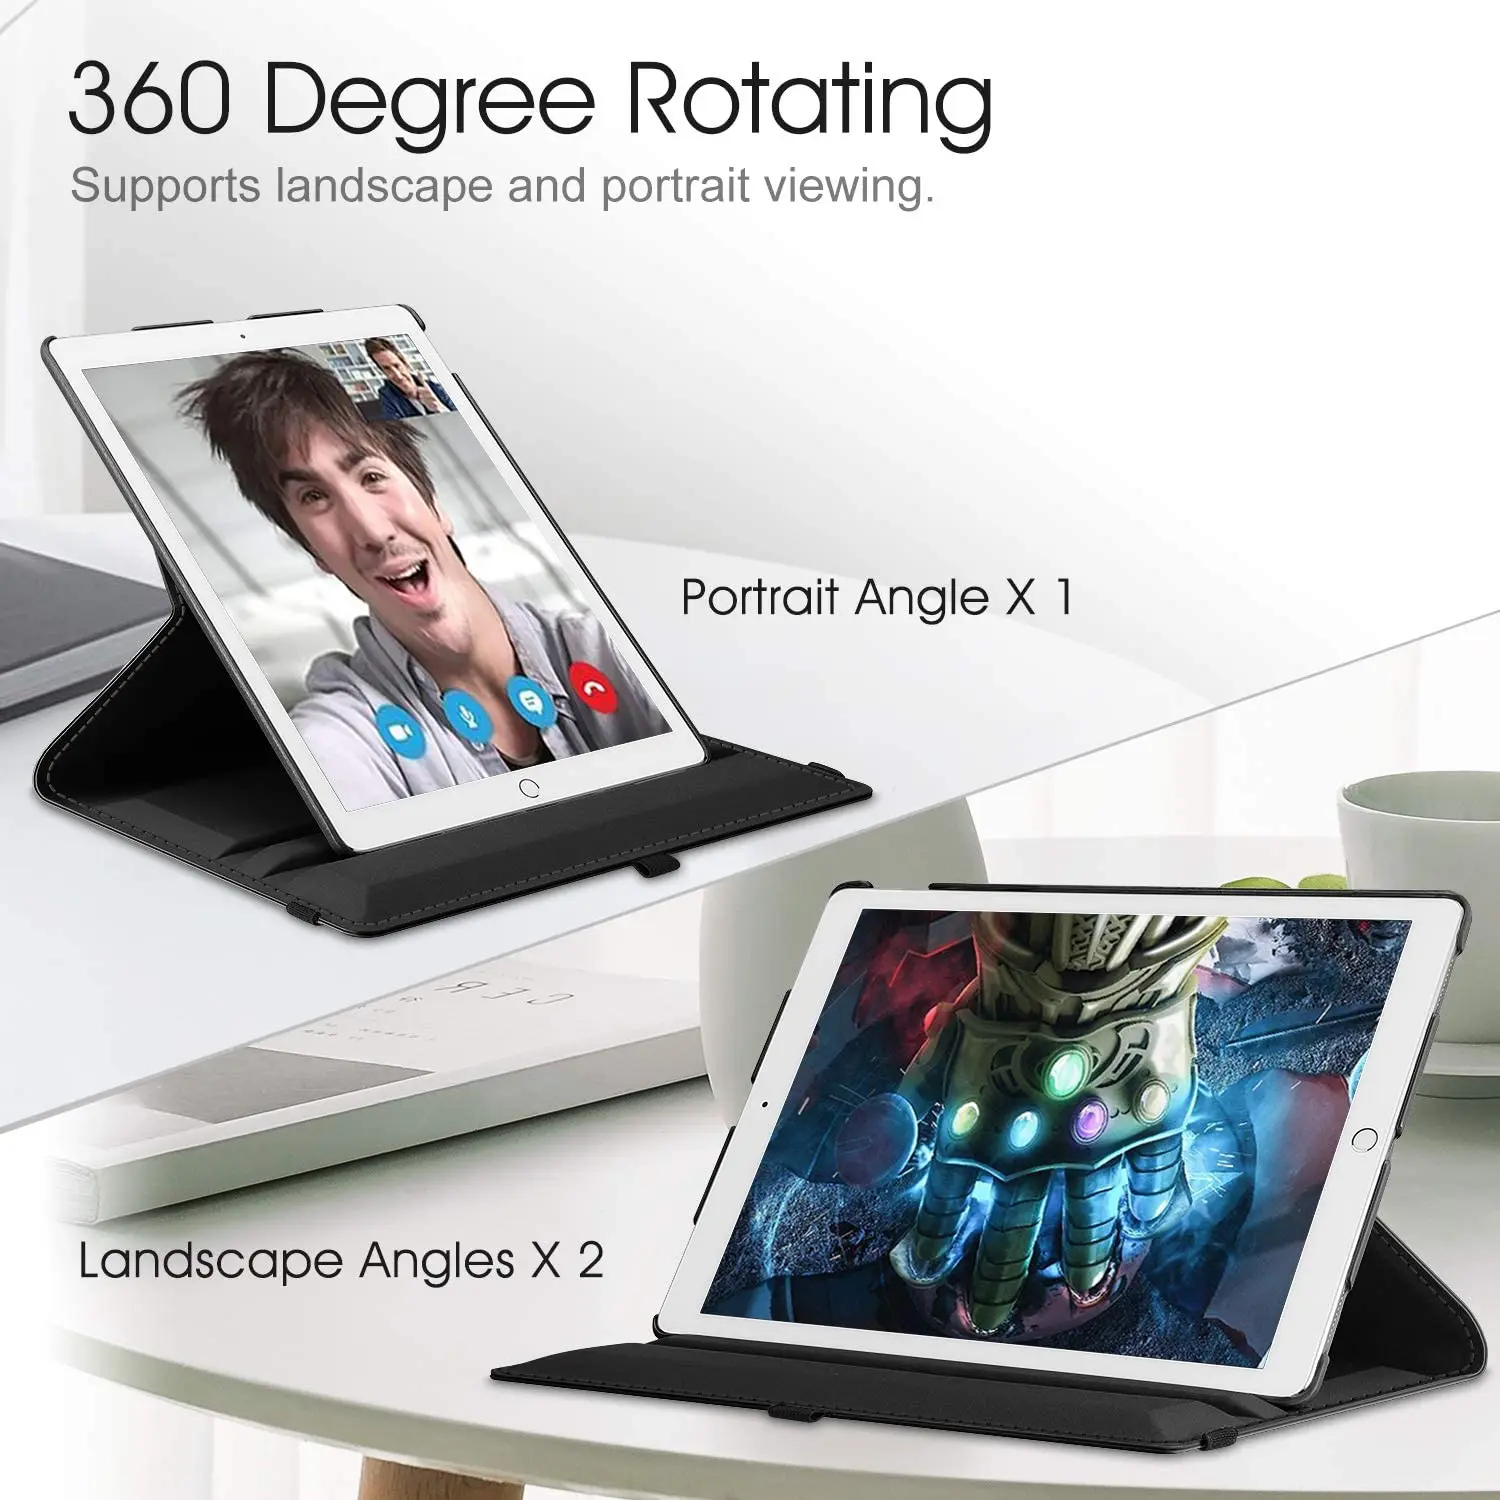 360 Degree Rotating
Supports landscape and portrait viewing.
Portrait Angle X 1
Landscape Angles X 2